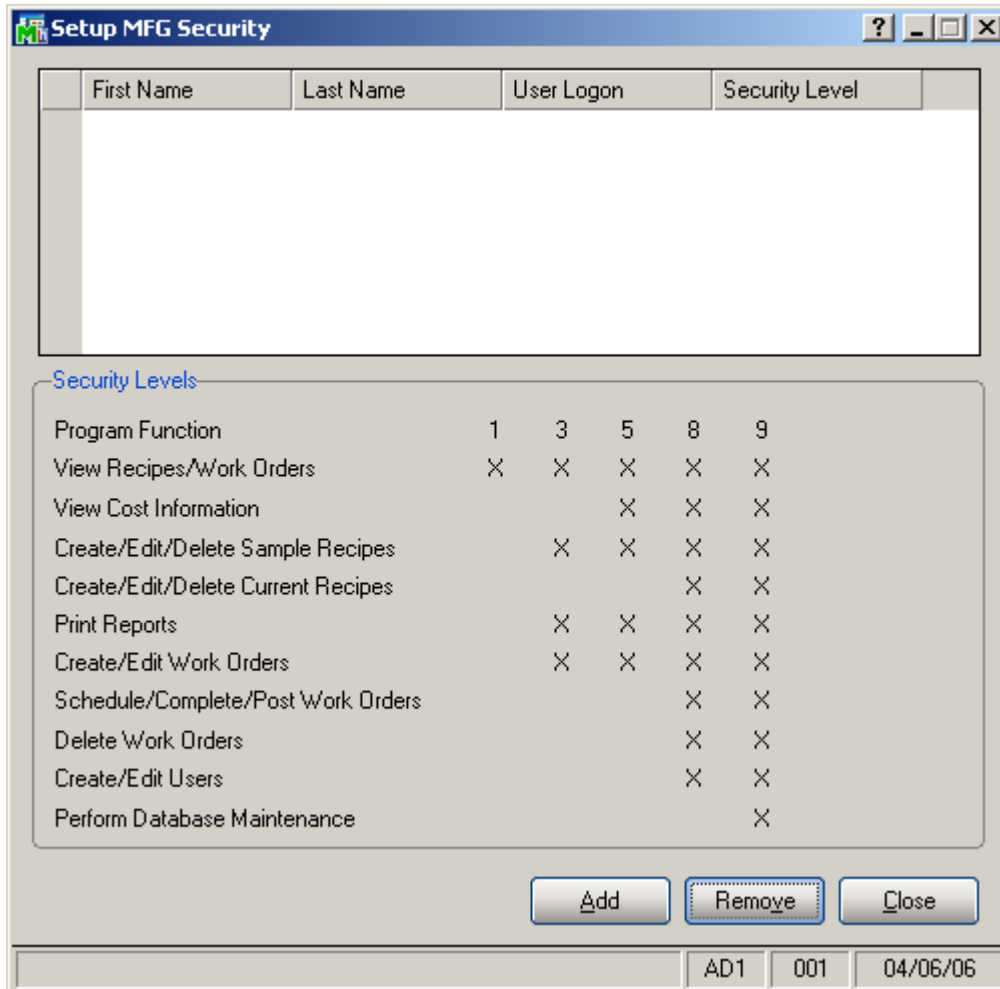 Setup MFG Security
First Name Last Name User Logon Security Level
Security Levels
Program Function 1 3 5 8 9
View Recipes/Work Orders X X X X X
View Cost Information X X X
Create/Edit/Delete Sample Recipes X X X X
Create/Edit/Delete Current Recipes X X
Print Reports X X X X
Create/Edit Work Orders X X X X
Schedule/Complete/Post Work Orders X X
Delete Work Orders X X
Create/Edit Users X X
Perform Database Maintenance X
Add Remove Close
AD1 001 04/06/06